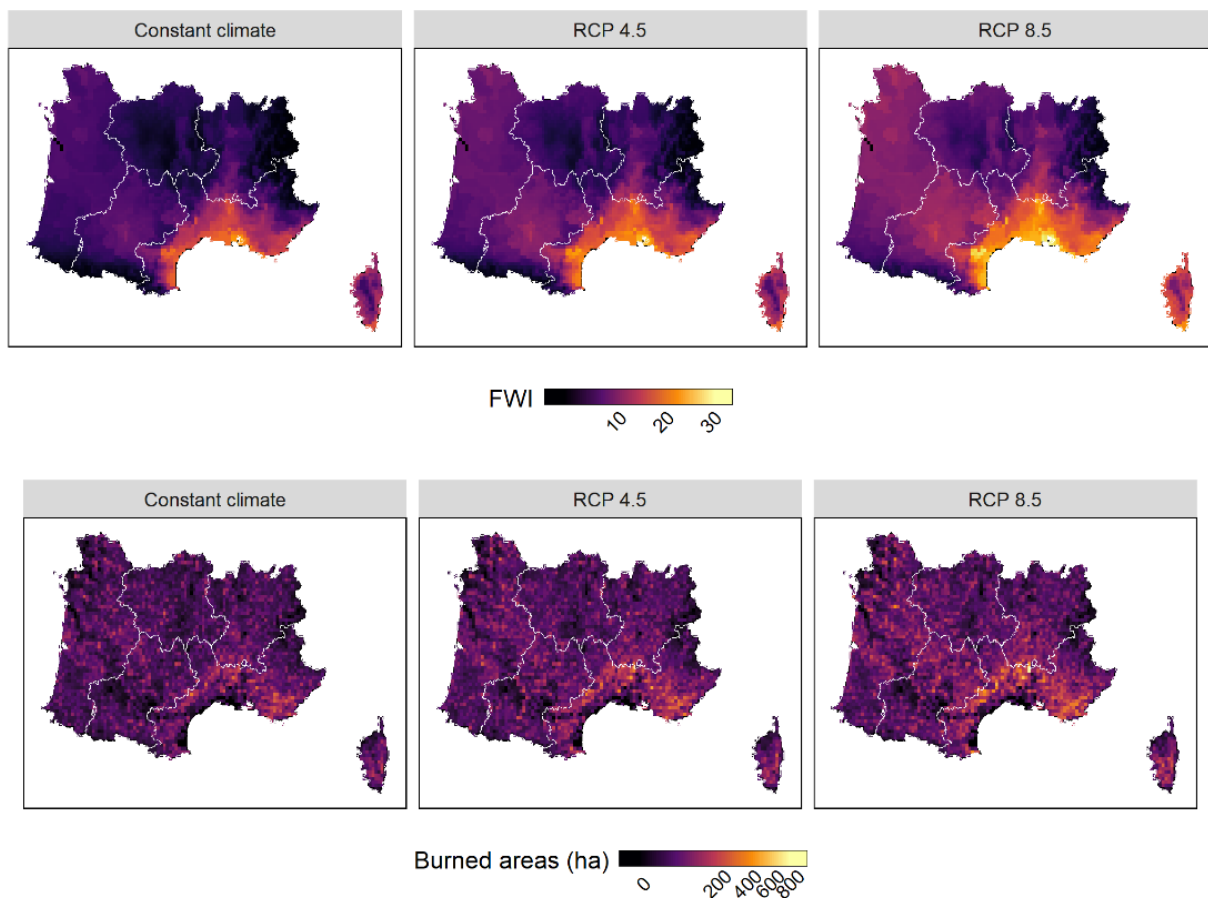 Constant climate RCP 4.5 RCP 8.5
FWI
10 20 30
Constant climate RCP 4.5 RCP 8.5
Burned areas (ha)
0 200 400 600 800